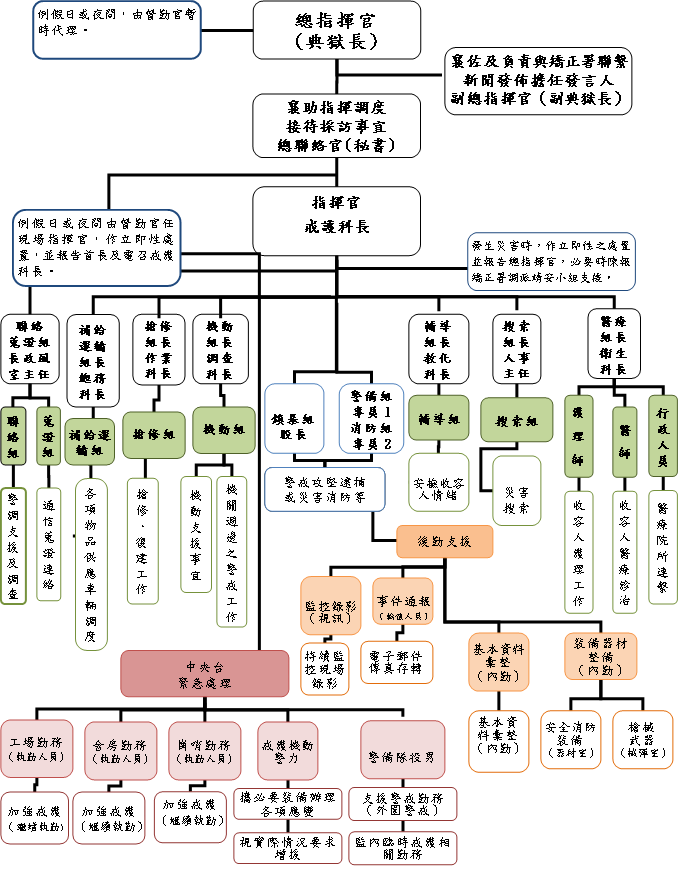 例假日或夜間，由督勤官暫
時代理。
總指揮官
(典獄長)
襄佐及負責與矯正署聯繫
新聞發佈擔任發言人
副總指揮官（副典獄長）
襄助指揮調度
接待採訪事宜
總聯絡官(秘書)
指揮官
戒護科長
例假日或夜間由督勤官任
現場指揮官，作立即性處
置，並報告首長及電召戒護
科長。
發生災害時，作立即性之處置
並報告總指揮官，必要時陳報
矯正署調派靖安小組支援。
聯絡
蒐證組
長政風
室主任
補給
運輸
組長
總務
科長
搶修
組長
作業
科長
機動
組長
調查
科長
輔導
組長
教化
科長
搜索
組長
人事
主任
醫療
組長
衛生
科長
鎮暴組
股長
警備組
專員1
消防組
專員2
聯絡組
蒐證組
補給運
輸組
搶修組
機動組
輔導組
搜索組
護理師
醫師
行政人員
警調支援及調查
通信蒐證連絡
各項物品供應車輛調度
搶修、復建工作
機動支援事宜
機關週邊之警戒工作
警戒攻堅逮捕
或災害消防等
安撫收容
人情緒
災害
搜索
收容人護理工作
收容人醫療診治
醫療院所連繫
後勤支援
監控錄影
(視訊)
事件通報
(輪值人員)
基本資料
彙整
(內勤)
裝備器材
整備
(內勤)
持續監
控現場
錄影
電子郵件
傳真存轉
基本資
料彙整
(內勤)
安全消防
裝備
(器材室)
槍械
武器
(械彈室)
中央台
緊急處理
工場勤務
(執勤人員)
舍房勤務
(執勤人員)
崗哨勤務
(執勤人員)
戒護機動
警力
警備隊役男
加強戒護
(繼續執勤)
加強戒護
(繼續執勤)
加強戒護
(繼續執勤)
攜必要裝備辦理
各項應變
視實際情況要求
增援
支援警戒勤務
(外圍警戒)
監內臨時戒護相
關勤務